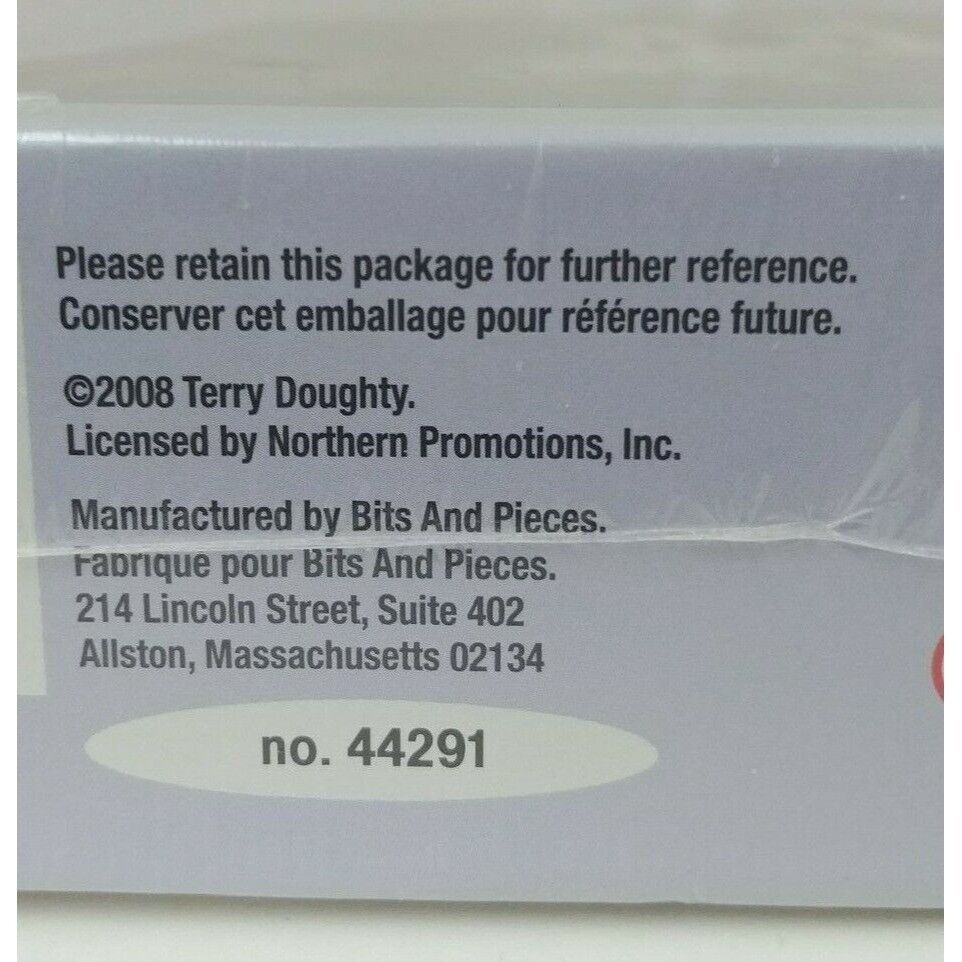 Please retain this package for further reference.
Conserver cet emballage pour référence future.
©2008 Terry Doughty.
Licensed by Northern Promotions, Inc.
Manufactured by Bits And Pieces.
Fabrique pour Bits And Pieces.
214 Lincoln Street, Suite 402
Allston, Massachusetts 02134
no. 44291